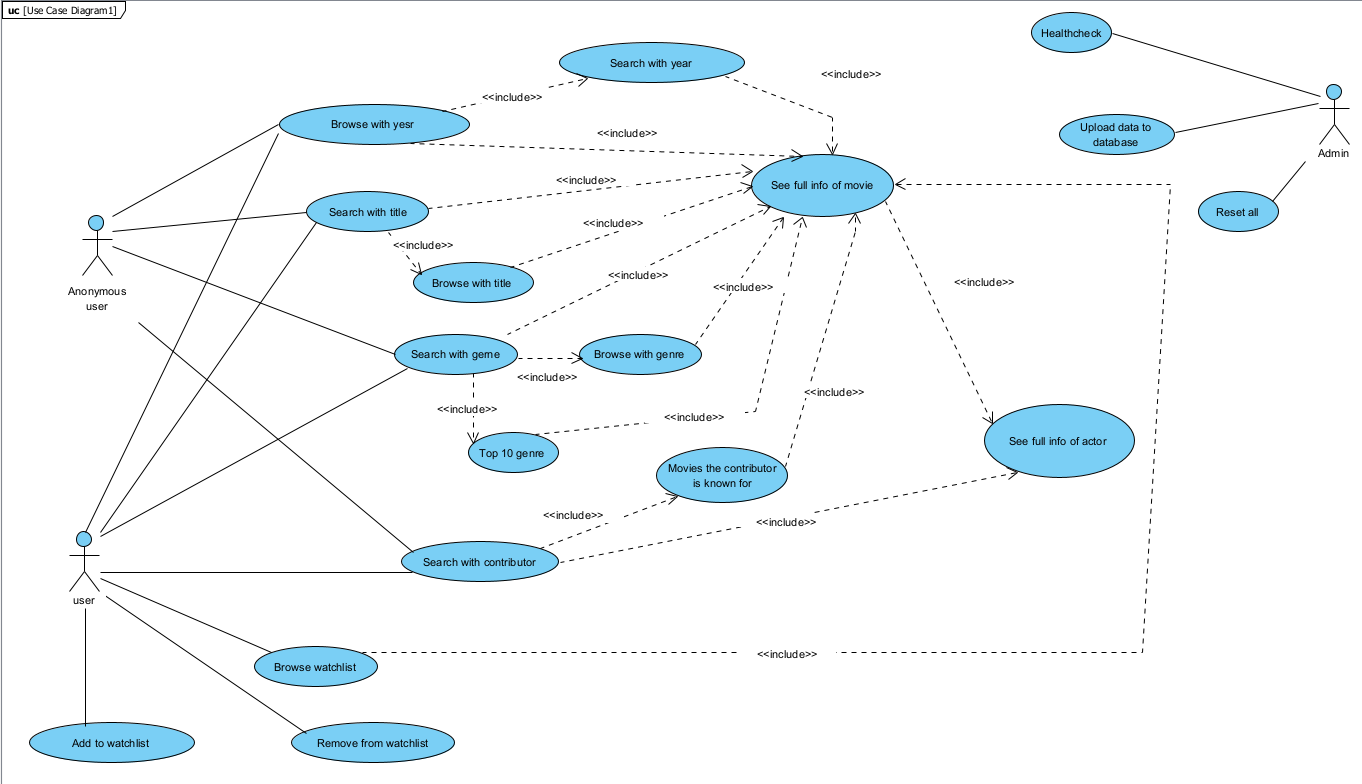 uc [Use Case Diagram1]
Healthcheck
Search with year
<<include>>
<<include>>
Browse with yesr
<<include>>
Upload data to
database
Admin
<<include>>
See full info of movie
Search with title
Reset all
<<include>>
<<include>>
Anonymous
user
Browse with title
<<include>>
<<include>>
<<include>>
Search with geme
Browse with genre
<<include>>
<<include>>
<<include>>
<<include>>
See full info of actor
Top 10 genre
Movies the contributor
is known for
<<include>>
<<include>>
Search with contributor
user
<<include>>
Browse watchlist
Add to watchlist
Remove from watchlist